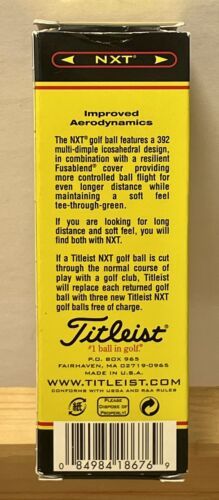 NXT®
Improved
Aerodynamics
The NXT® golf ball features a 392
multi-dimple icosahedral design,
in combination with a resilient
Fusablend® cover providing
more controlled ball flight for
even longer distance while
maintaining a soft feel
tee-through-green.
If you are looking for long
distance and soft feel, you will
find both with NXT.
If a Titleist NXT golf ball is cut
through the normal course of
play with a golf club, Titleist
will replace each returned golf
ball with three new Titleist NXT
golf balls free of charge.
Titleist®
#1 ball in golf.®
P.O. BOX 965
FAIRHAVEN, MA 02719-0965
MADE IN U.S.A.
WWW.TITLEIST.COM
CONFORMS WITH USGA AND R&A RULES
紙
PLEASE
DISPOSE OF
PROPERLY
0 84984 18676 9